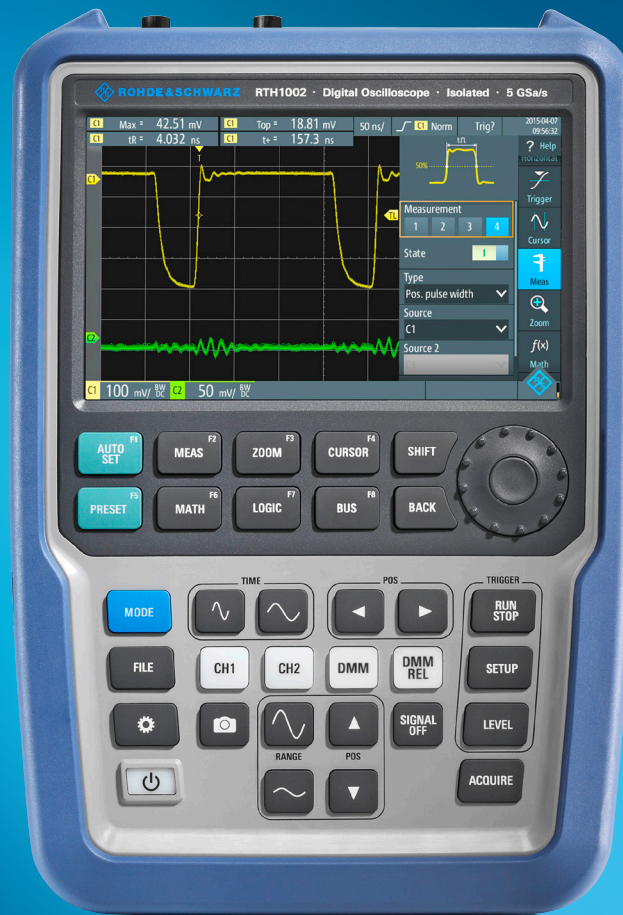 ROHDE&SCHWARZ RTH1002 · Digital Oscilloscope · Isolated · 5 GSa/s
C1 Max = 42.51 mV C1 Top = 18.81 mV 50 ns/ C1 Norm Trig? 2015-04-07
C1 tR = 4.032 ns C1 t+ = 157.3 ns 09:56:32
? Help
Horizontal
T
50%
C1
TL
Trigger
Measurement
1 2 3 4
Cursor
State I
Meas
Type
Pos. pulse width
Source
C1
Zoom
C2
Source 2
C1
f(x)
Math
C1 100 mV/ BW DC C2 50 mV/ BW DC
F1 F2 F3 F4
AUTO SET MEAS ZOOM CURSOR SHIFT
F5 F6 F7 F8
PRESET MATH LOGIC BUS BACK
TIME POS TRIGGER
MODE RUN STOP
FILE CH1 CH2 DMM DMM REL SETUP
SIGNAL OFF LEVEL
RANGE POS
ACQUIRE